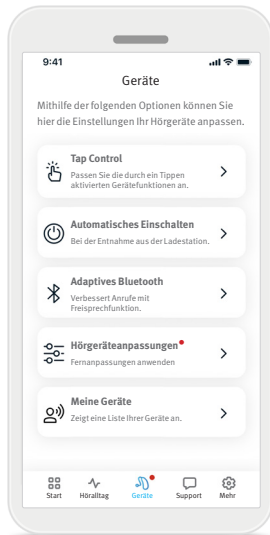 9:41
Geräte
Mithilfe der folgenden Optionen können Sie
hier die Einstellungen Ihr Hörgeräte anpassen.
Tap Control
Passen Sie die durch ein Tippen
aktivierten Gerätefunktionen an.
Automatisches Einschalten
Bei der Entnahme aus der Ladestation.
Adaptives Bluetooth
Verbessert Anrufe mit
Freisprechfunktion.
Hörgeräteanpassungen
Fernanpassungen anwenden
Meine Geräte
Zeigt eine Liste Ihrer Geräte an.
Start Höralltag Geräte Support Mehr